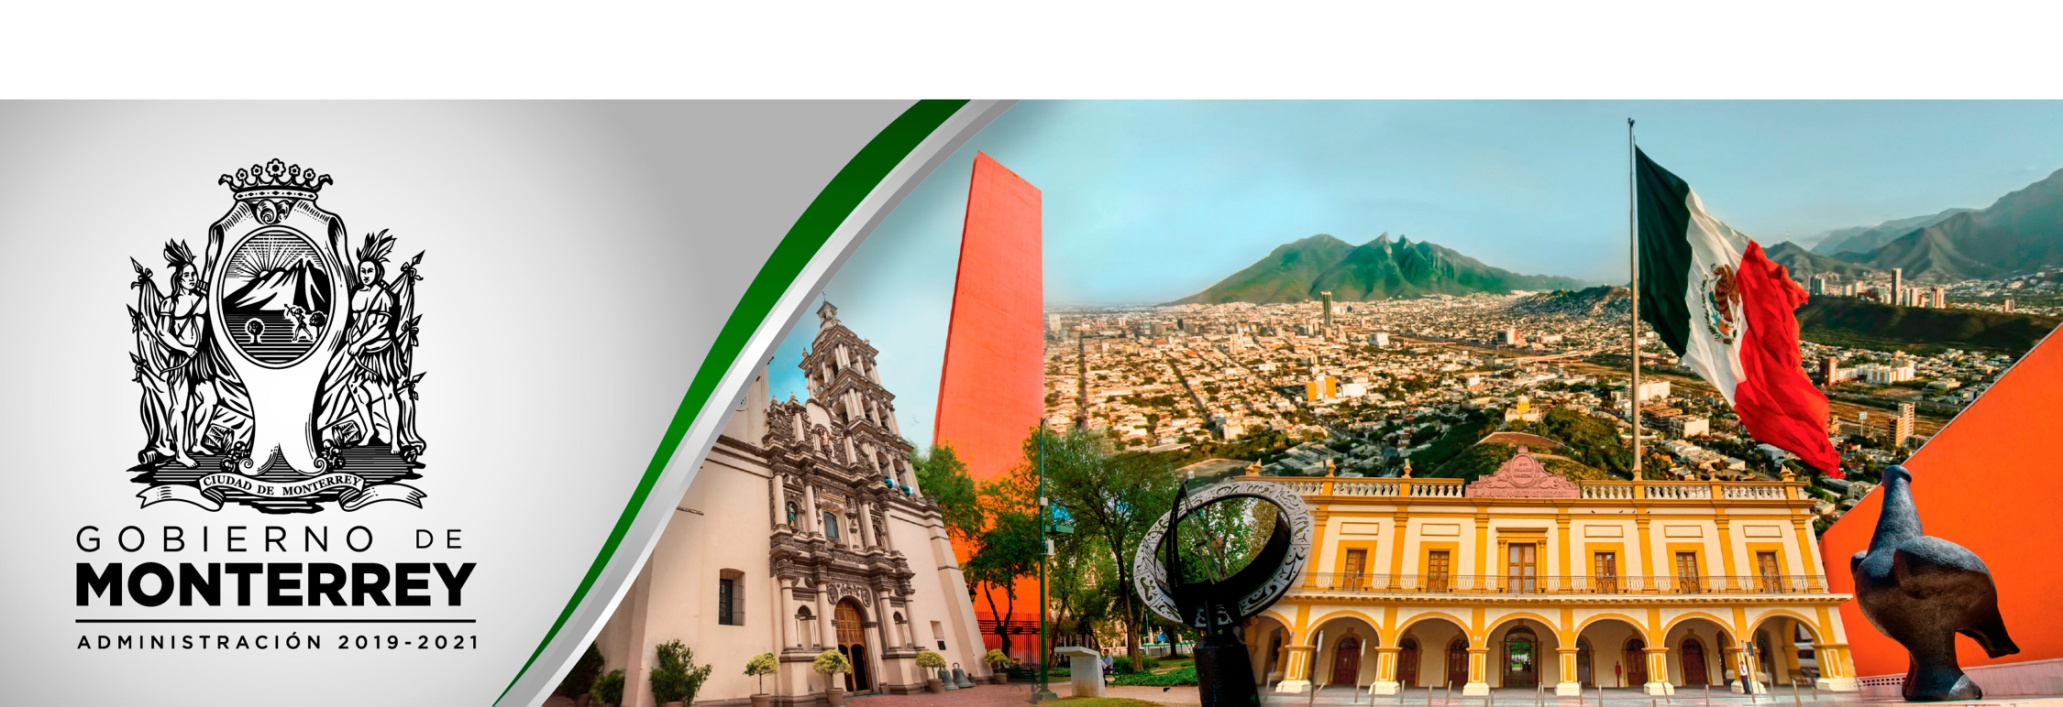 CIUDAD DE MONTERREY
GOBIERNO DE
MONTERREY
ADMINISTRACIÓN 2019-2021